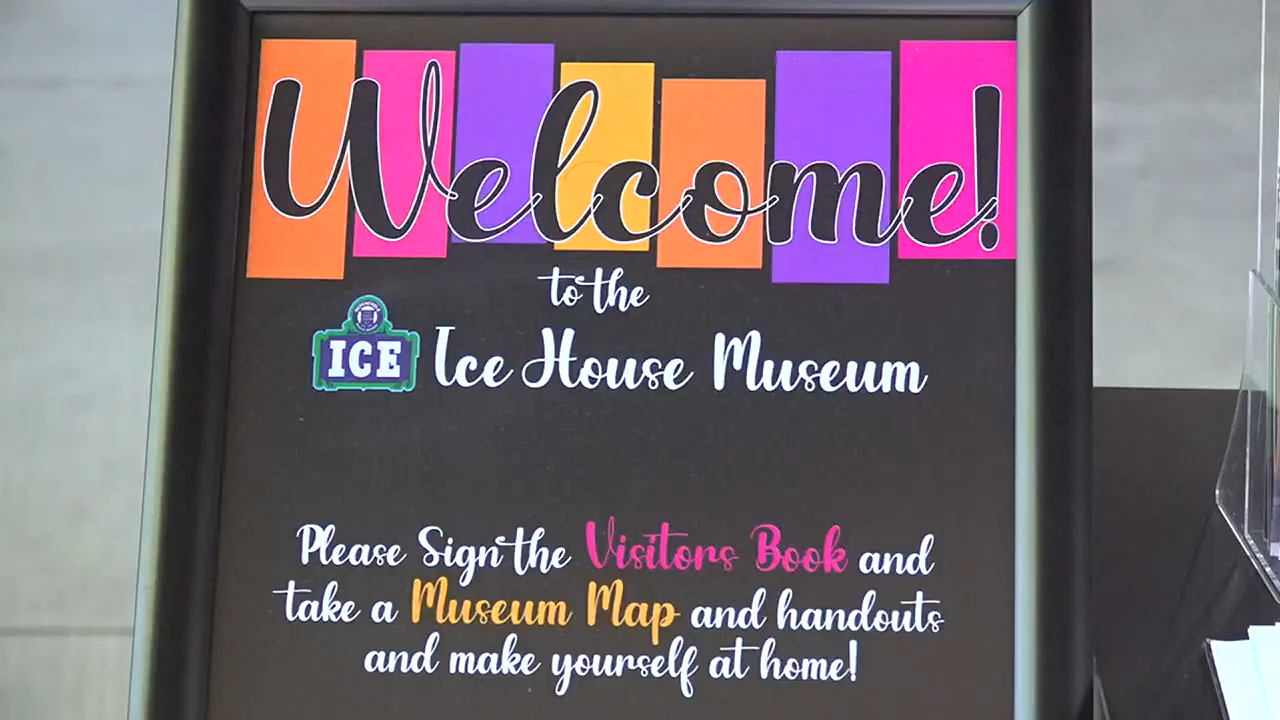 Welcome!
to the
ICE Ice House Museum
Please Sign the Visitors Book and
take a Museum Map and handouts
and make yourself at home!